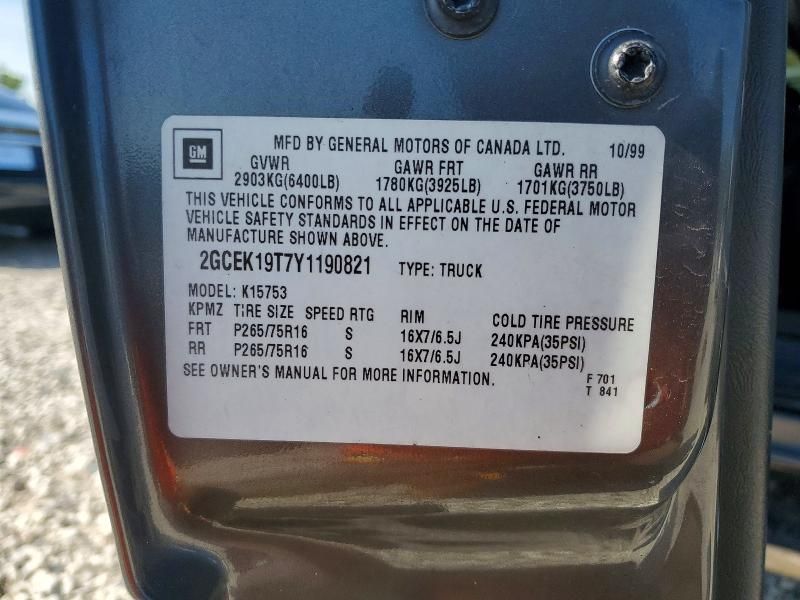 GM
MFD BY GENERAL MOTORS OF CANADA LTD. 10/99
GVWR GAWR FRT GAWR RR
2903KG(6400LB) 1780KG(3925LB) 1701KG(3750LB)
THIS VEHICLE CONFORMS TO ALL APPLICABLE U.S. FEDERAL MOTOR
VEHICLE SAFETY STANDARDS IN EFFECT ON THE DATE OF
MANUFACTURE SHOWN ABOVE.
2GCEK19T7Y1190821 TYPE: TRUCK
MODEL: K15753
KPMZ TIRE SIZE SPEED RTG RIM COLD TIRE PRESSURE
FRT P265/75R16 S 16X7/6.5J 240KPA(35PSI)
RR P265/75R16 S 16X7/6.5J 240KPA(35PSI)
SEE OWNER'S MANUAL FOR MORE INFORMATION.
F 701
T 841